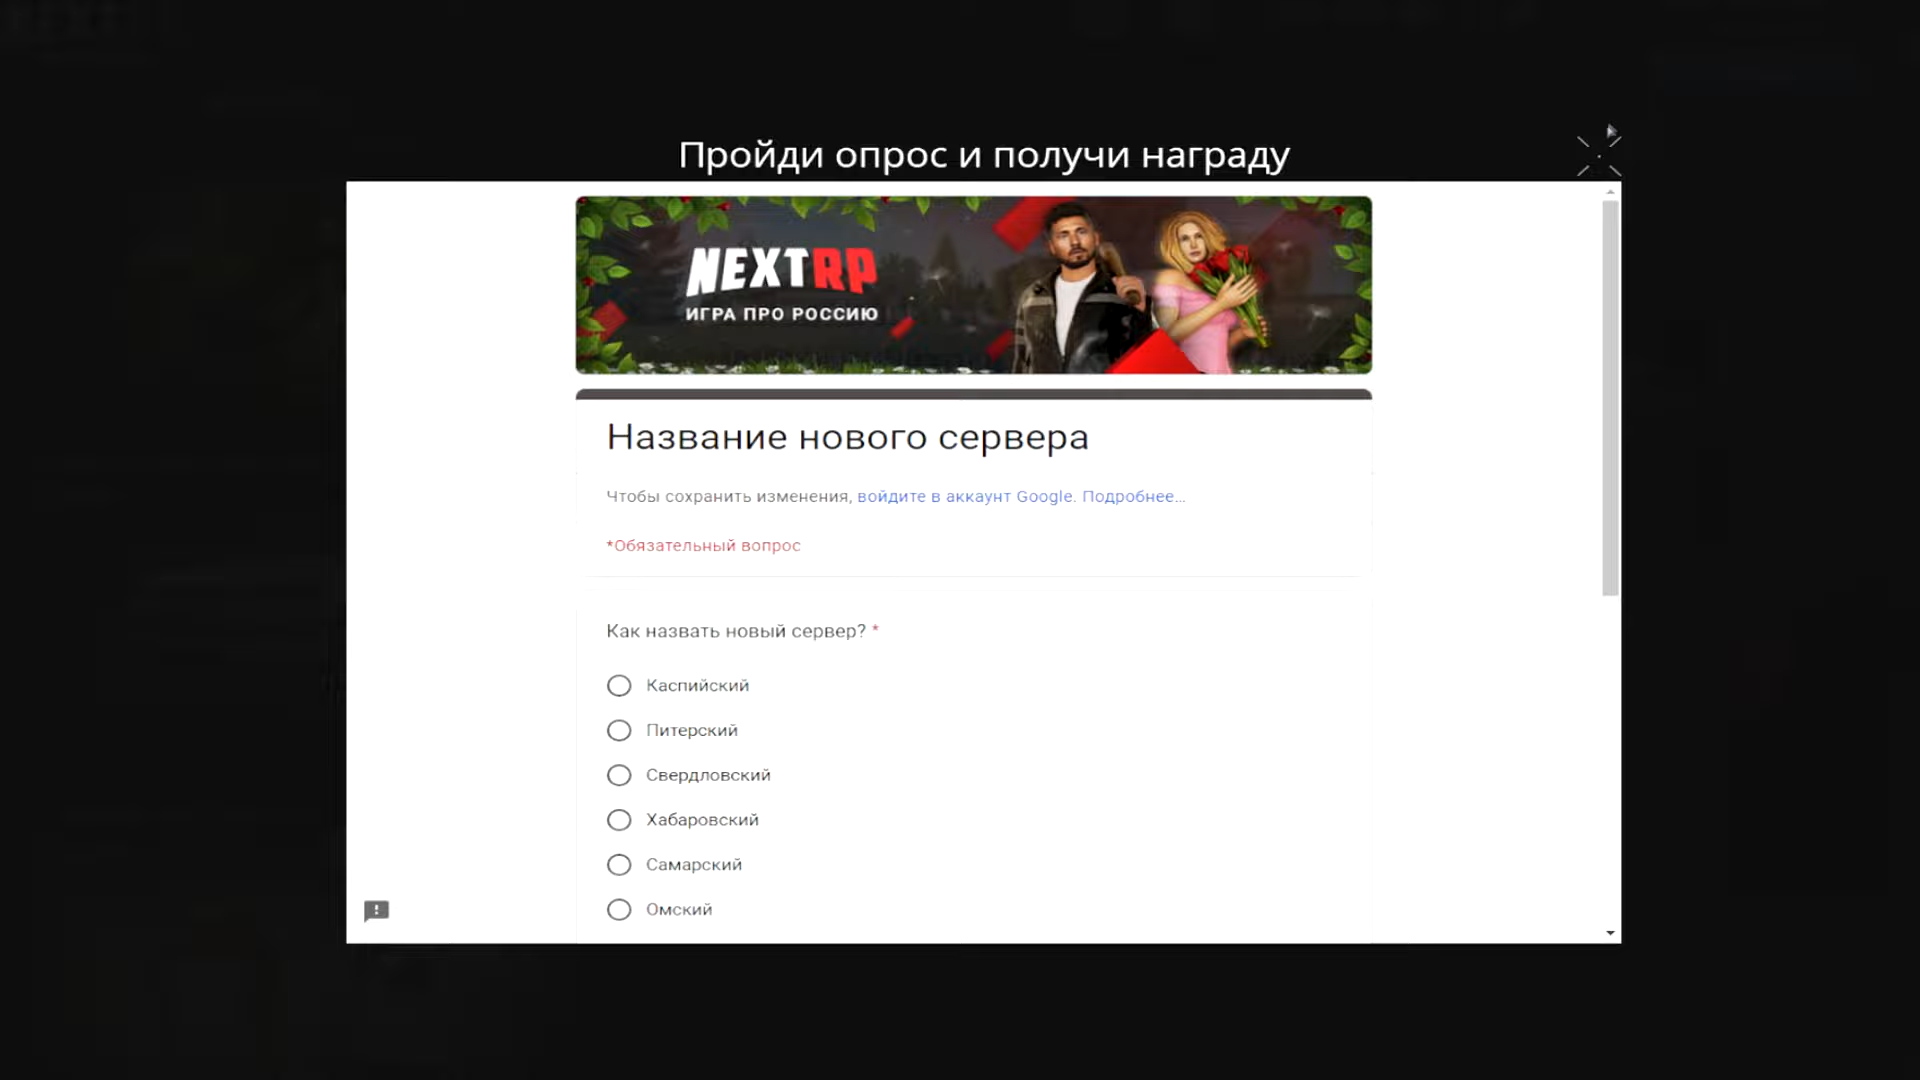 Пройди опрос и получи награду
NEXTRP
ИГРА ПРО РОССИЮ
Название нового сервера
Чтобы сохранить изменения, войдите в аккаунт Google. Подробнее…
*Обязательный вопрос
Как назвать новый сервер? *
Каспийский
Питерский
Свердловский
Хабаровский
Самарский
Омский